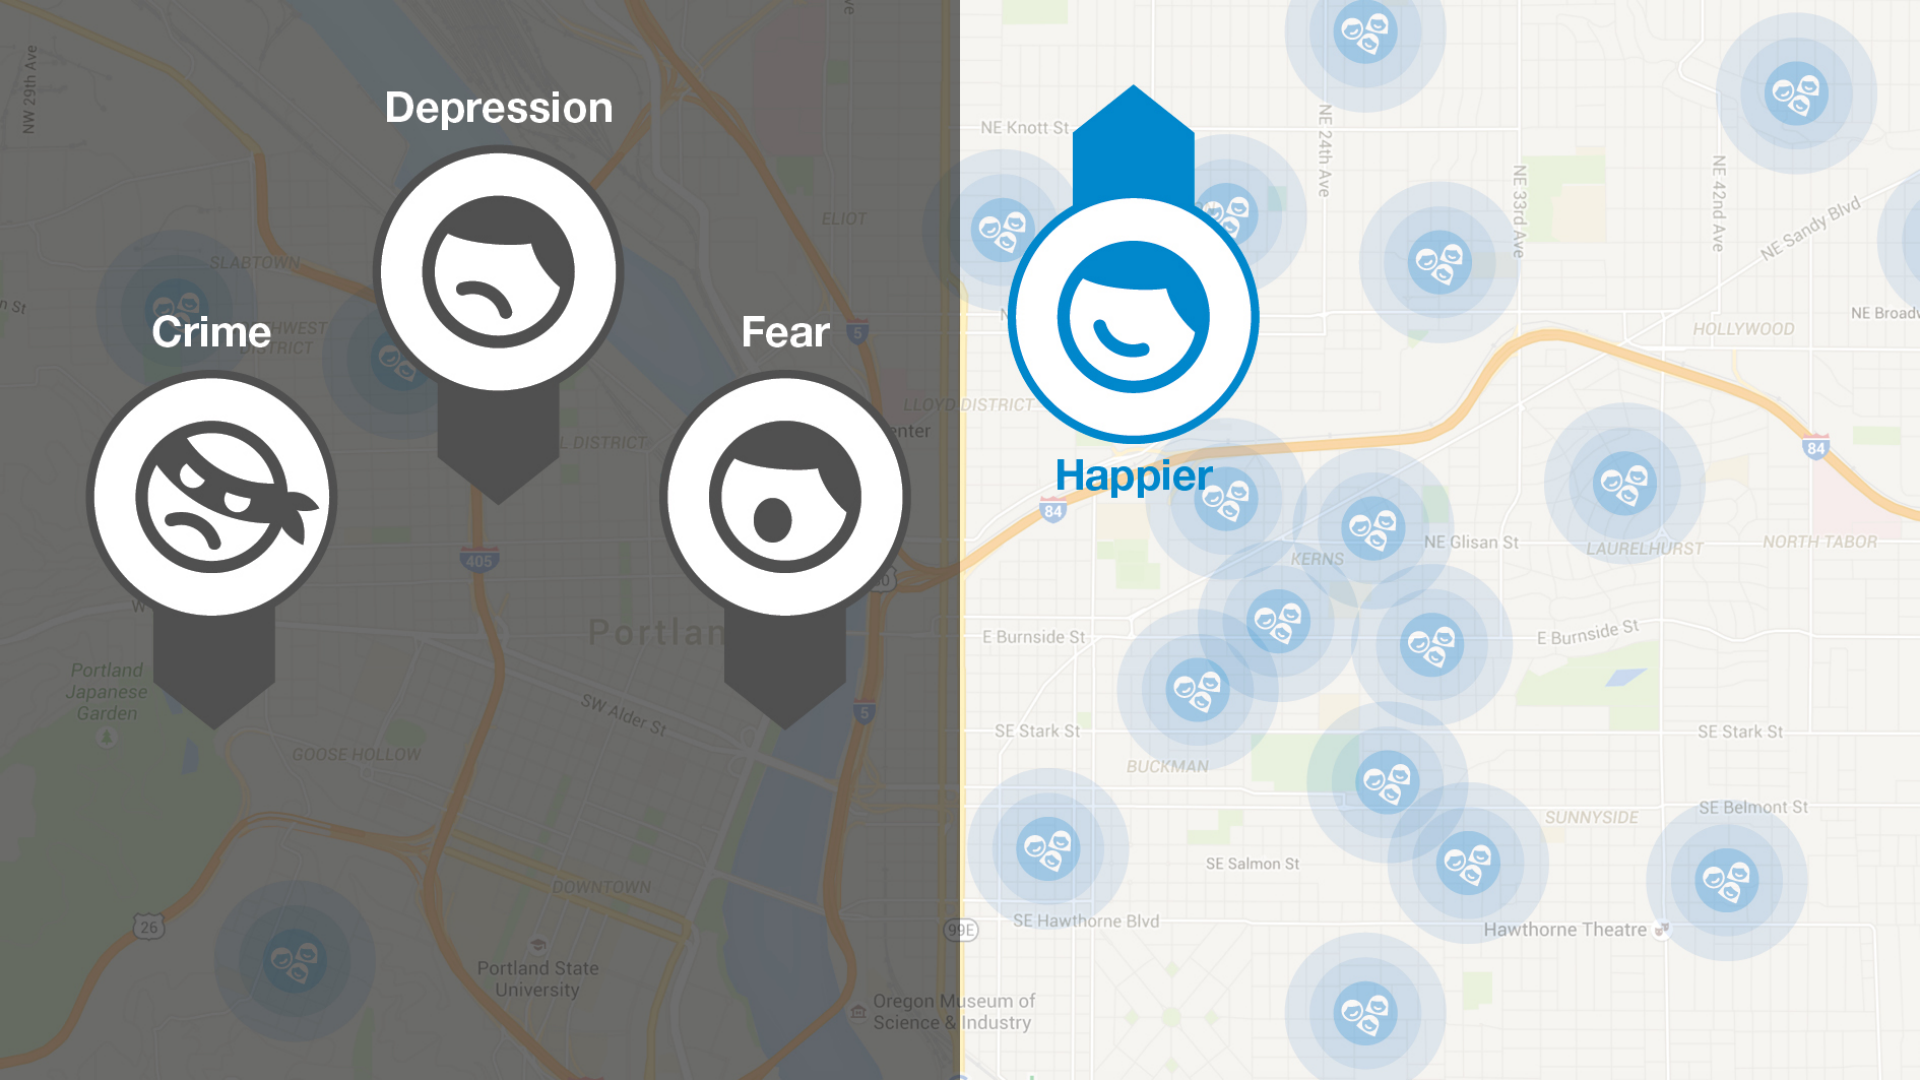 NW 29th Ave
Depression
NE Knott St
NE 24th Ave
NE 33rd Ave
NE 42nd Ave
NE Sandy Blvd
ELIOT
SLABTOWN
n St
Crime
Fear
DISTRICT
5
HOLLYWOOD
NE Broadw
LLOYD DISTRICT
enter
L DISTRICT
84
Happier
84
405
KERNS
NE Glisan St
LAURELHURST
NORTH TABOR
W
Portlan
E Burnside St
E Burnside St
Portland
Japanese
Garden
SW Alder St
5
SE Stark St
SE Stark St
GOOSE HOLLOW
BUCKMAN
SE Belmont St
SUNNYSIDE
SE Salmon St
DOWNTOWN
26
99E
SE Hawthorne Blvd
Hawthorne Theatre
Portland State
University
Oregon Museum of
Science & Industry